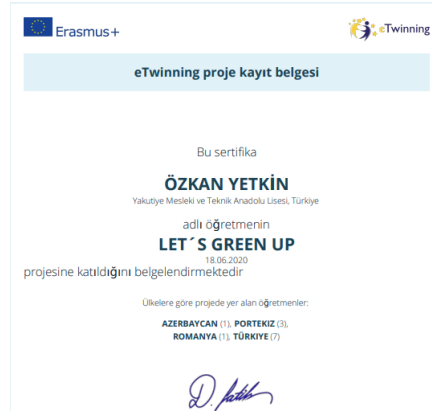 Erasmus+
eTwinning
eTwinning proje kayıt belgesi
Bu sertifika
ÖZKAN YETKİN
Yakutiye Mesleki ve Teknik Anadolu Lisesi, Türkiye
adlı öğretmenin
LET´S GREEN UP
18.06.2020
projesine katıldığını belgelendirmektedir
Ülkelere göre projede yer alan öğretmenler:
AZERBAYCAN (1), PORTEKIZ (3),
ROMANYA (1), TÜRKIYE (7)